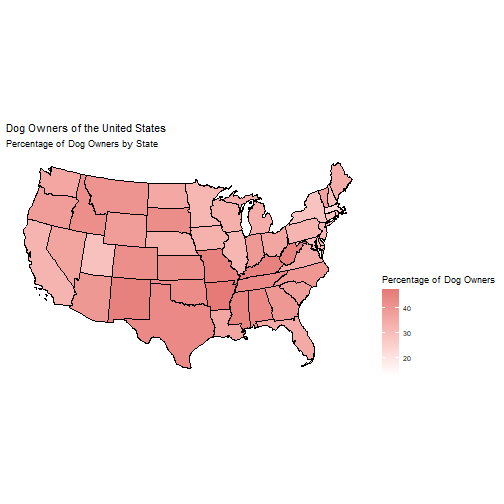 Dog Owners of the United States
Percentage of Dog Owners by State
Percentage of Dog Owners
40
30
20